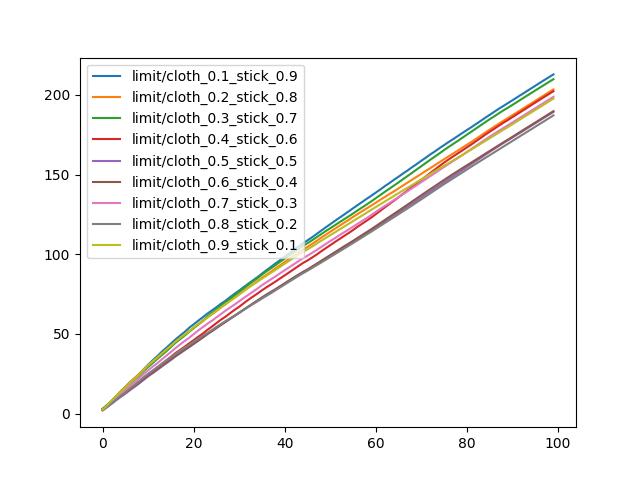 limit/cloth_0.1_stick_0.9
limit/cloth_0.2_stick_0.8
limit/cloth_0.3_stick_0.7
limit/cloth_0.4_stick_0.6
limit/cloth_0.5_stick_0.5
limit/cloth_0.6_stick_0.4
limit/cloth_0.7_stick_0.3
limit/cloth_0.8_stick_0.2
limit/cloth_0.9_stick_0.1
200
150
100
50
0
0 20 40 60 80 100